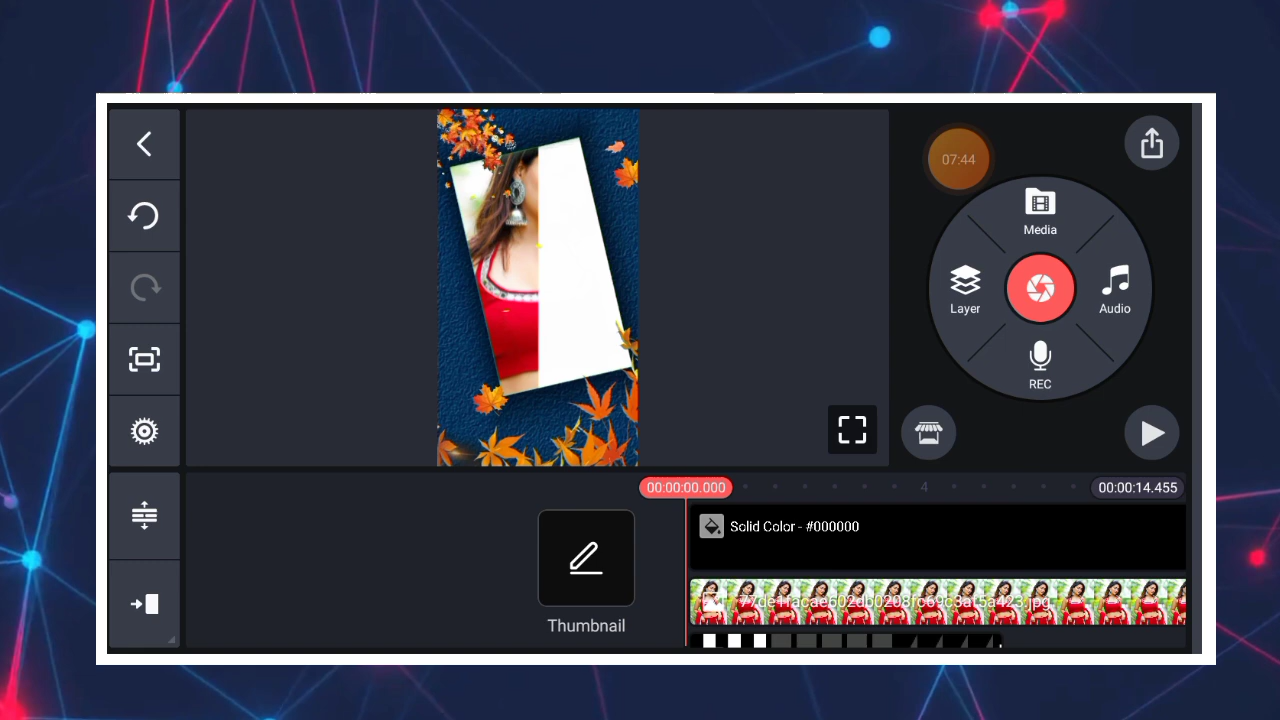 07:44
Media
Layer
Audio
REC
00:00:00.000
4
00:00:14.455
Solid Color - #000000
Thumbnail